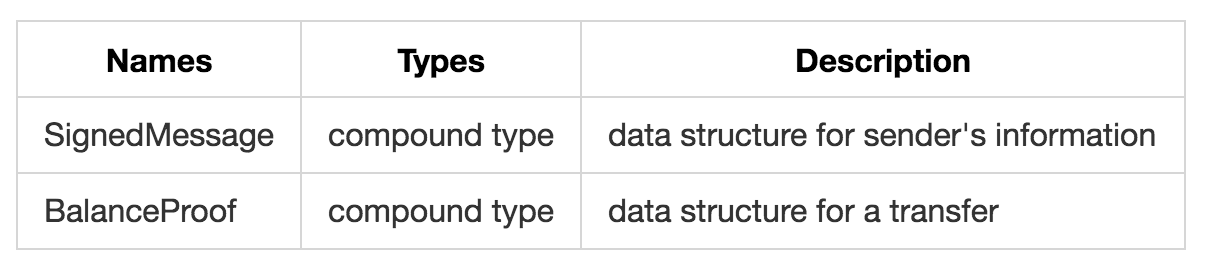 Names Types Description
SignedMessage compound type data structure for sender's information
BalanceProof compound type data structure for a transfer